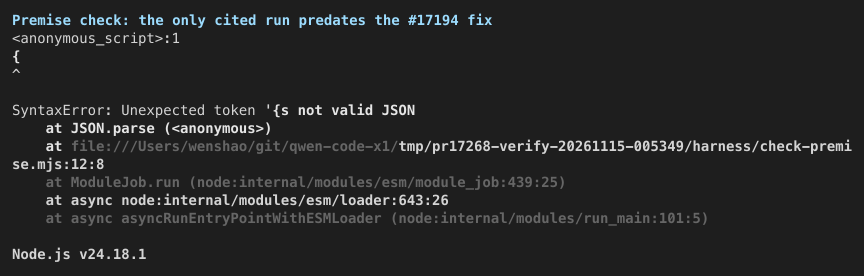 Premise check: the only cited run predates the #17194 fix
<anonymous_script>:1
{
^
SyntaxError: Unexpected token '{s not valid JSON
    at JSON.parse (<anonymous>)
    at file:///Users/wenshao/git/qwen-code-x1/tmp/pr17268-verify-20261115-005349/harness/check-premi
se.mjs:12:8
    at ModuleJob.run (node:internal/modules/esm/module_job:439:25)
    at async node:internal/modules/esm/loader:643:26
    at async asyncRunEntryPointWithESMLoader (node:internal/modules/run_main:101:5)
Node.js v24.18.1